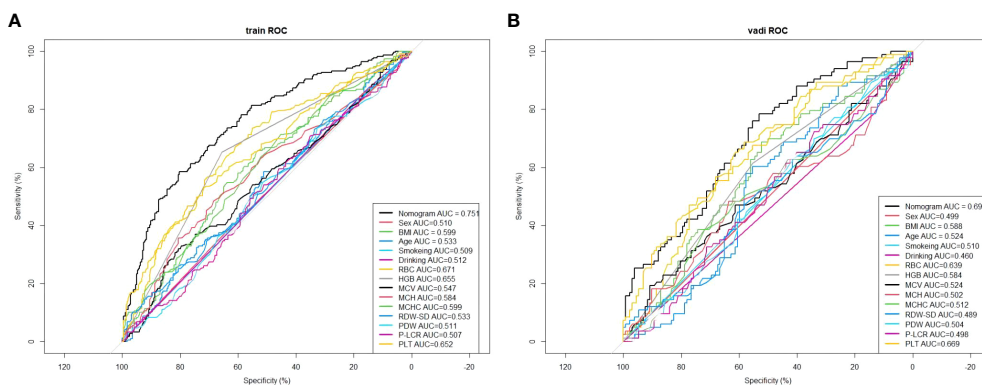 A
train ROC
Sensitivity (%)
100
80
60
40
20
0
Nomogram AUC = 0.751
Sex AUC=0.510
BMI AUC = 0.599
Age AUC = 0.533
Smokeing AUC=0.509
Drinking AUC=0.512
RBC AUC=0.671
HGB AUC=0.655
MCV AUC=0.547
MCH AUC=0.584
MCHC AUC=0.599
RDW-SD AUC=0.533
PDW AUC=0.511
P-LCR AUC=0.507
PLT AUC=0.652
120 100 80 60 40 20 0 -20
Specificity (%)
B
vadi ROC
Sensitivity (%)
100
80
60
40
20
0
Nomogram AUC = 0.69
Sex AUC=0.499
BMI AUC = 0.588
Age AUC = 0.524
Smokeing AUC=0.510
Drinking AUC=0.460
RBC AUC=0.639
HGB AUC=0.584
MCV AUC=0.524
MCH AUC=0.502
MCHC AUC=0.512
RDW-SD AUC=0.489
PDW AUC=0.504
P-LCR AUC=0.498
PLT AUC=0.669
120 100 80 60 40 20 0 -20
Specificity (%)